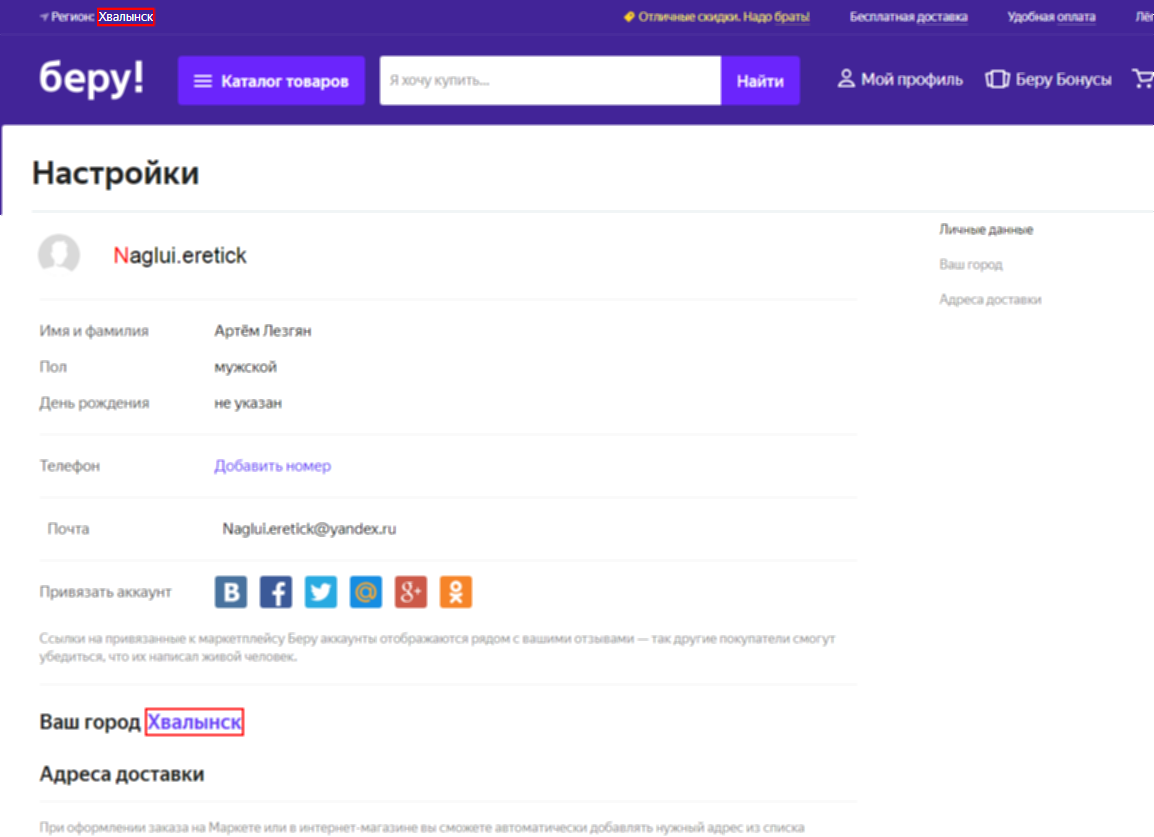 Регион: Хвалынск
Отличные скидки. Надо брать!
Бесплатная доставка
Удобная оплата
беру!
Каталог товаров
Я хочу купить...
Найти
Мой профиль
Беру Бонусы
Настройки
Naglui.eretick
Личные данные
Ваш город
Адреса доставки
Имя и фамилия Артём Лезгян
Пол мужской
День рождения не указан
Телефон Добавить номер
Почта Naglui.eretick@yandex.ru
Привязать аккаунт
Ссылки на привязанные к маркетплейсу Беру аккаунты отображаются рядом с вашими отзывами — так другие покупатели смогут
убедиться, что их написал живой человек.
Ваш город Хвалынск
Адреса доставки
При оформлении заказа на Маркете или в интернет-магазине вы сможете автоматически добавлять нужный адрес из списка